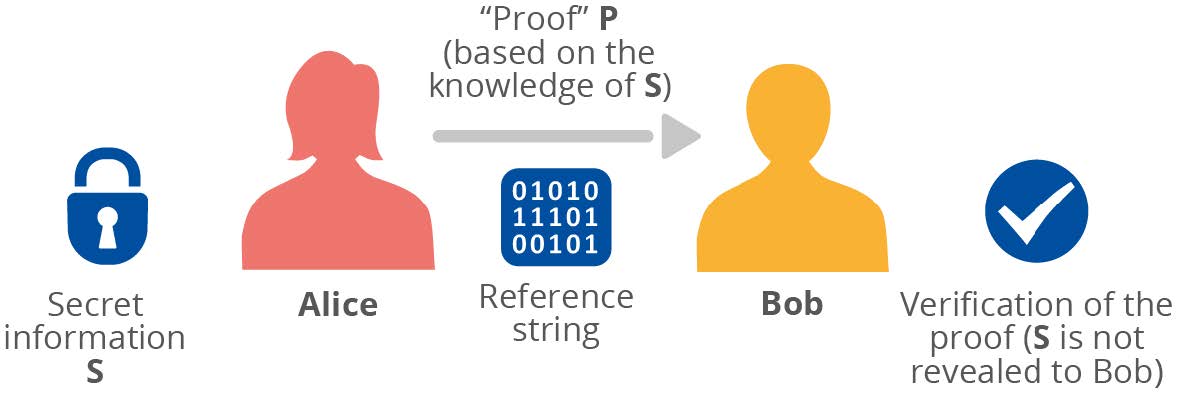 “Proof” P
(based on the
knowledge of S)
01010
11101
00101
Secret
information
S
Alice
Reference
string
Bob
Verification of the
proof (S is not
revealed to Bob)